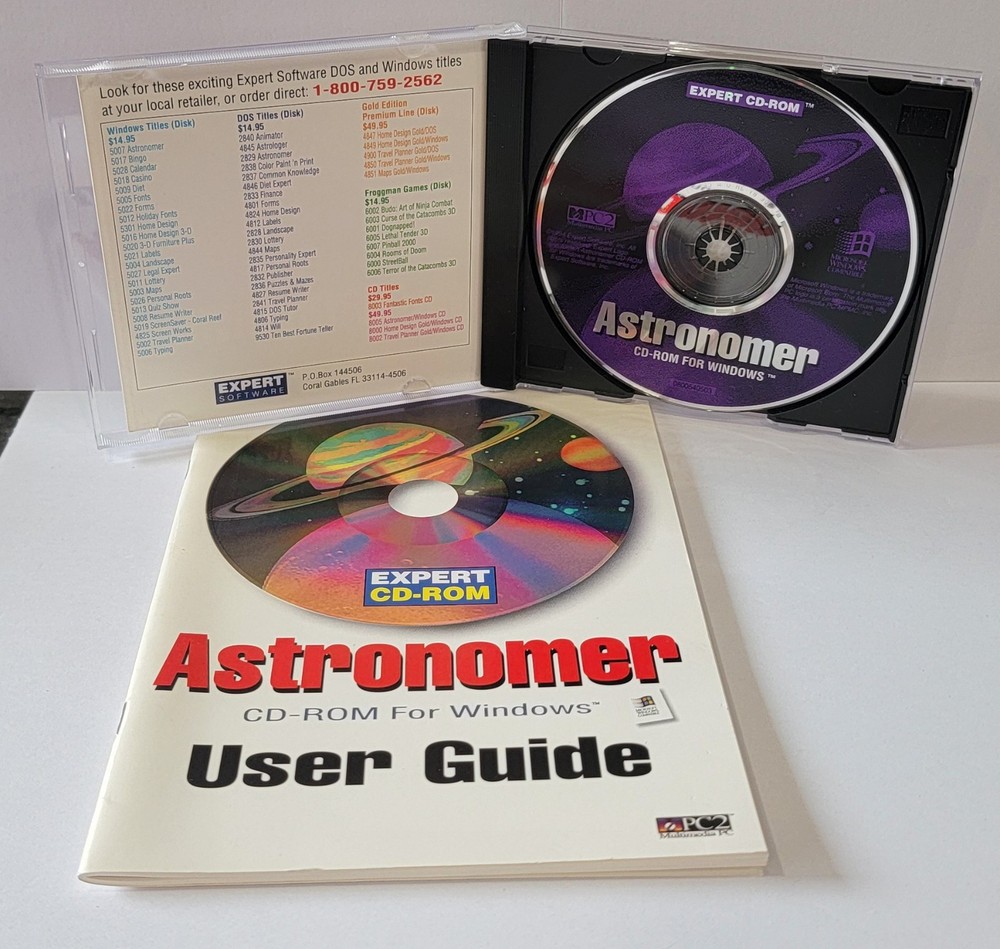 Look for these exciting Expert Software DOS and Windows titles
at your local retailer, or order direct: 1-800-759-2562
Windows Titles (Disk)
$14.95
5007 Astronomer
5017 Bingo
5028 Calendar
5018 Casino
5009 Diet
5005 Fonts
5022 Forms
5012 Holiday Fonts
5301 Home Design
5016 Home Design 3-D
5020 3-D Furniture Plus
5021 Labels
5004 Landscape
5027 Legal Expert
5011 Lottery
5003 Maps
5026 Personal Roots
5013 Quiz Show
5008 Resume Writer
5019 ScreenSaver - Coral Reef
4825 Screen Works
5002 Travel Planner
5006 Typing
DOS Titles (Disk)
$14.95
2840 Animator
4845 Astrologer
2829 Astronomer
2838 Color Paint 'n Print
2837 Common Knowledge
4846 Diet Expert
2833 Finance
4801 Forms
4824 Home Design
4812 Labels
2828 Landscape
2830 Lottery
4844 Maps
2835 Personality Expert
4817 Personal Roots
2832 Publisher
2836 Puzzles & Mazes
4827 Resume Writer
2841 Travel Planner
4815 DOS Tutor
4806 Typing
4814 Will
9530 Ten Best Fortune Teller
Gold Edition
Premium Line (Disk)
$49.95
4847 Home Design Gold/DOS
4849 Home Design Gold/Windows
4900 Travel Planner Gold/DOS
4850 Travel Planner Gold/Windows
4851 Maps Gold/Windows
Froggman Games (Disk)
$14.95
6002 Budo: Art of Ninja Combat
6003 Curse of the Catacombs 3D
6001 Dognapped!
6005 Lethal Tender 3D
6007 Pinball 2000
6004 Rooms of Doom
6000 StreetBall
6006 Terror of the Catacombs 3D
CD Titles
$29.95
8003 Fantastic Fonts CD
$49.95
8005 Astronomer/Windows CD
8000 Home Design Gold/Windows CD
8002 Travel Planner Gold/Windows CD
EXPERT™
SOFTWARE
P.O.Box 144506
Coral Gables FL 33114-4506
EXPERT CD-ROM™
MPC2
MICROSOFT
WINDOWS
COMPATIBLE
Astronomer
CD-ROM FOR WINDOWS™
EXPERT
CD-ROM
Astronomer
CD-ROM For Windows™
User Guide
PC2™
Multimedia PC